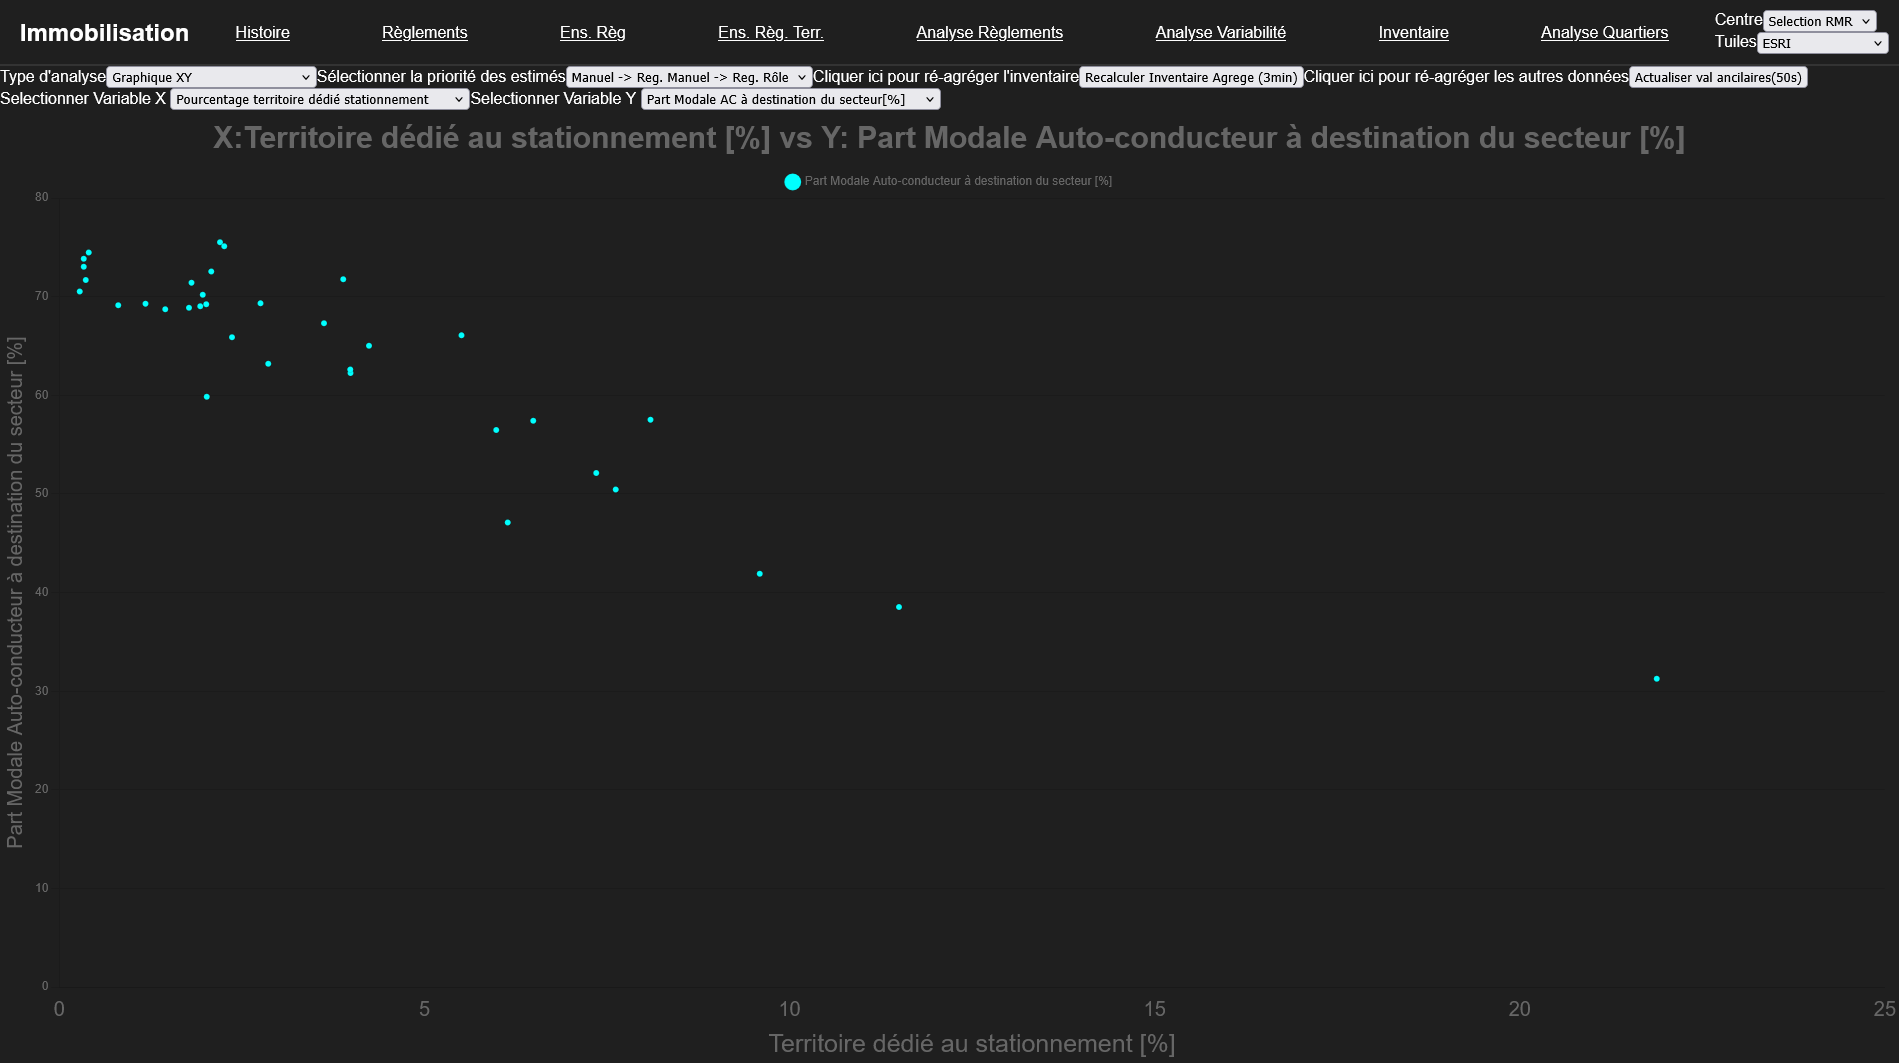 Immobilisation
Histoire
Règlements
Ens. Règ
Ens. Règ. Terr.
Analyse Règlements
Analyse Variabilité
Inventaire
Analyse Quartiers
Centre Selection RMR
Tuiles ESRI
Type d'analyse Graphique XY Sélectionner la priorité des estimés Manuel -> Reg. Manuel -> Reg. Rôle Cliquer ici pour ré-agréger l'inventaire Recalculer Inventaire Agrege (3min) Cliquer ici pour ré-agréger les autres données Actualiser val ancilaires(50s)
Selectionner Variable X Pourcentage territoire dédié stationnement Selectionner Variable Y Part Modale AC à destination du secteur[%]
X:Territoire dédié au stationnement [%] vs Y: Part Modale Auto-conducteur à destination du secteur [%]
Part Modale Auto-conducteur à destination du secteur [%]
Part Modale Auto-conducteur à destination du secteur [%]
80
70
60
50
40
30
20
10
0
0 5 10 15 20 25
Territoire dédié au stationnement [%]